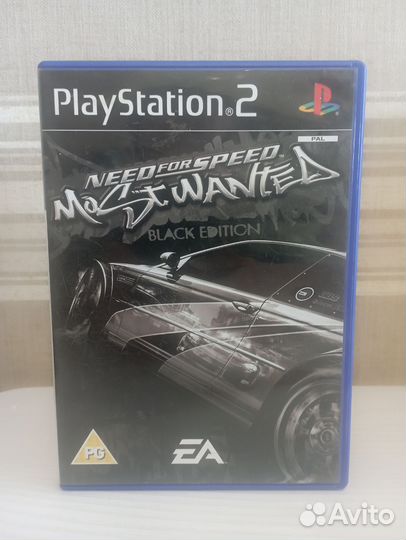 PlayStation®2
PAL
NEED FOR SPEED
MOST WANTED
BLACK EDITION
PG
EA
Avito